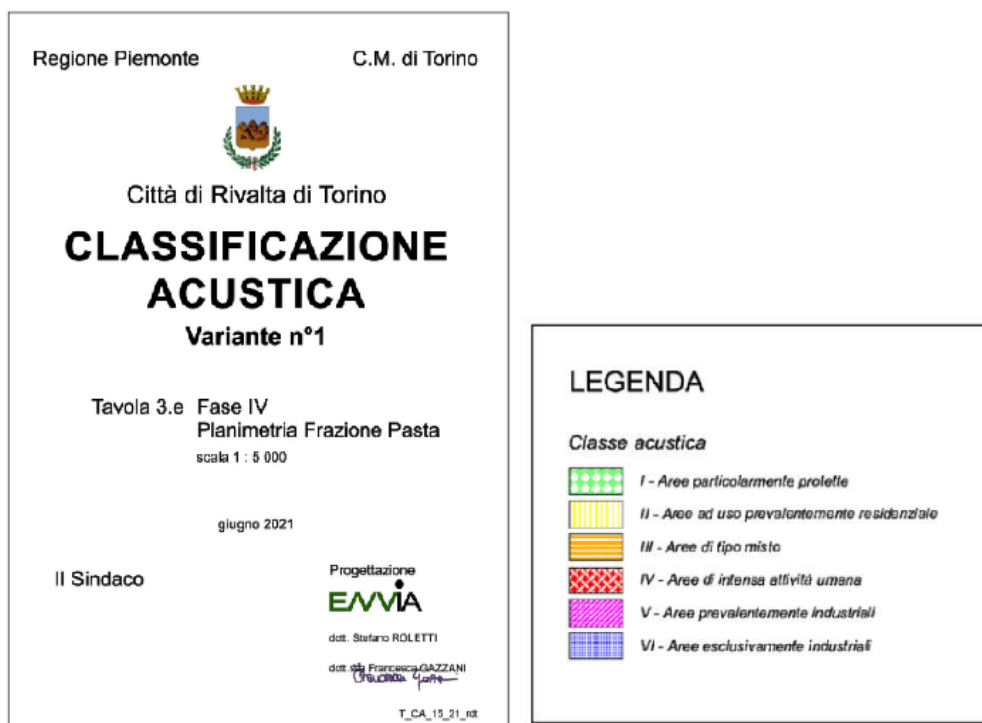 Regione Piemonte
C.M. di Torino
Città di Rivalta di Torino
CLASSIFICAZIONE
ACUSTICA
Variante n°1
Tavola 3.e Fase IV
Planimetria Frazione Pasta
scala 1 : 5 000
giugno 2021
Il Sindaco
Progettazione
ENVIA
dott. Stefano ROLETTI
dott.ssa Francesca GAZZANI
T_CA_15_21_rdt
LEGENDA
Classe acustica
I - Aree particolarmente protette
II - Aree ad uso prevalentemente residenziale
III - Aree di tipo misto
IV - Aree di intensa attività umana
V - Aree prevalentemente industriali
VI - Aree esclusivamente industriali